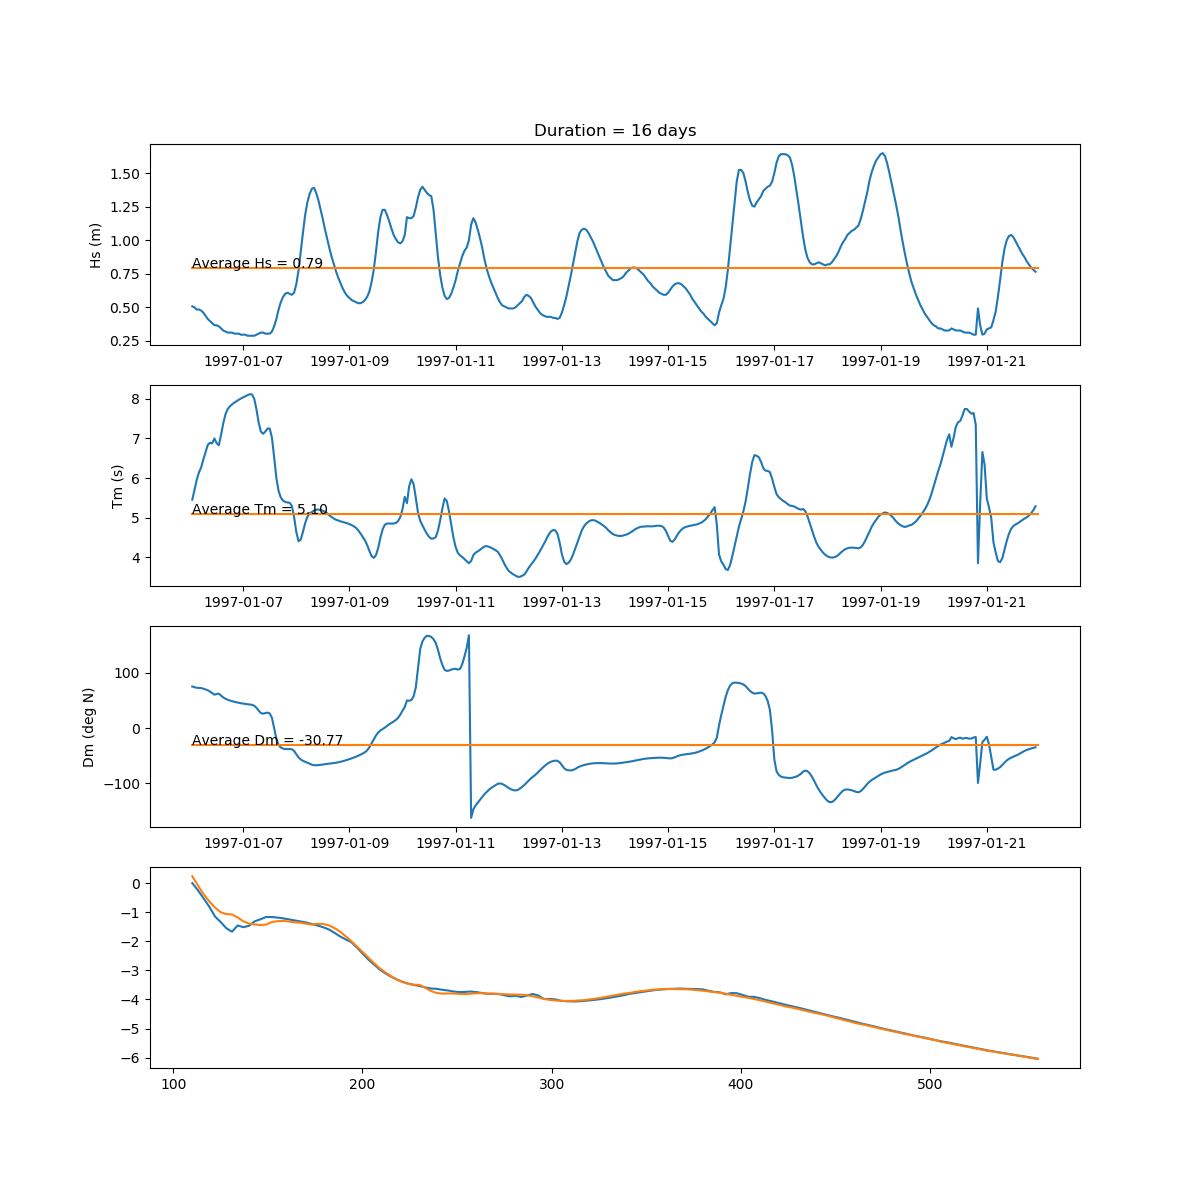 Duration = 16 days
Hs (m)
1.50
1.25
1.00
0.75
0.50
0.25
Average Hs = 0.79
1997-01-07 1997-01-09 1997-01-11 1997-01-13 1997-01-15 1997-01-17 1997-01-19 1997-01-21
Tm (s)
8
7
6
5
4
Average Tm = 5.10
1997-01-07 1997-01-09 1997-01-11 1997-01-13 1997-01-15 1997-01-17 1997-01-19 1997-01-21
Dm (deg N)
100
0
−100
Average Dm = -30.77
1997-01-07 1997-01-09 1997-01-11 1997-01-13 1997-01-15 1997-01-17 1997-01-19 1997-01-21
0
−1
−2
−3
−4
−5
−6
100 200 300 400 500